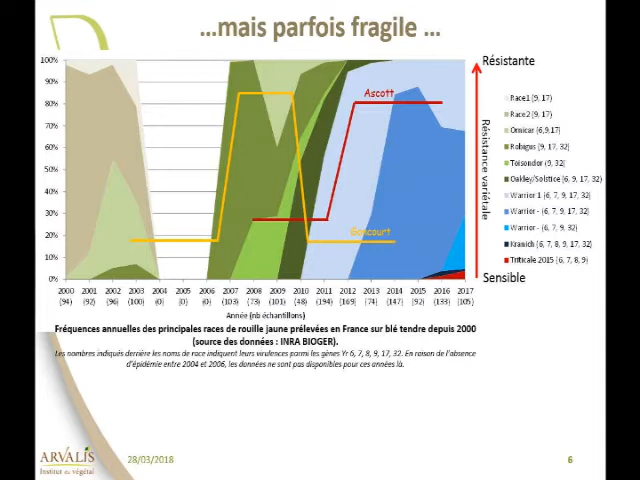 ...mais parfois fragile ...
Résistante
100%
90%
80%
70%
60%
50%
40%
30%
20%
10%
0%
Ascott
Goncourt
Résistance variétale
Race1 (9, 17)
Race2 (9, 17)
Ornicar (6,9,17)
Robigus (9, 17, 32)
Toisondor (9, 32)
Oakley/Solstice (6, 9, 17, 32)
Warrior 1 (6, 7, 9, 17, 32)
Warrior - (6, 7, 9, 17, 32)
Warrior - (6, 7, 9, 32)
Kranich (6, 7, 8, 9, 17, 32)
Triticale 2015 (6, 7, 8, 9)
Sensible
2000 2001 2002 2003 2004 2005 2006 2007 2008 2009 2010 2011 2012 2013 2014 2015 2016 2017
(94) (92) (96) (100) (0) (0) (0) (103) (73) (101) (48) (194) (169) (74) (147) (92) (133) (105)
Année (nb échantillons)
Fréquences annuelles des principales races de rouille jaune prélevées en France sur blé tendre depuis 2000
(source des données : INRA BIOGER).
Les nombres indiqués derrière les noms de race indiquent leurs virulences parmi les gènes Yr 6, 7, 8, 9, 17, 32. En raison de l'absence
d'épidémie entre 2004 et 2006, les données ne sont pas disponibles pour ces années là.
ARVALIS
Institut du végétal
28/03/2018
6